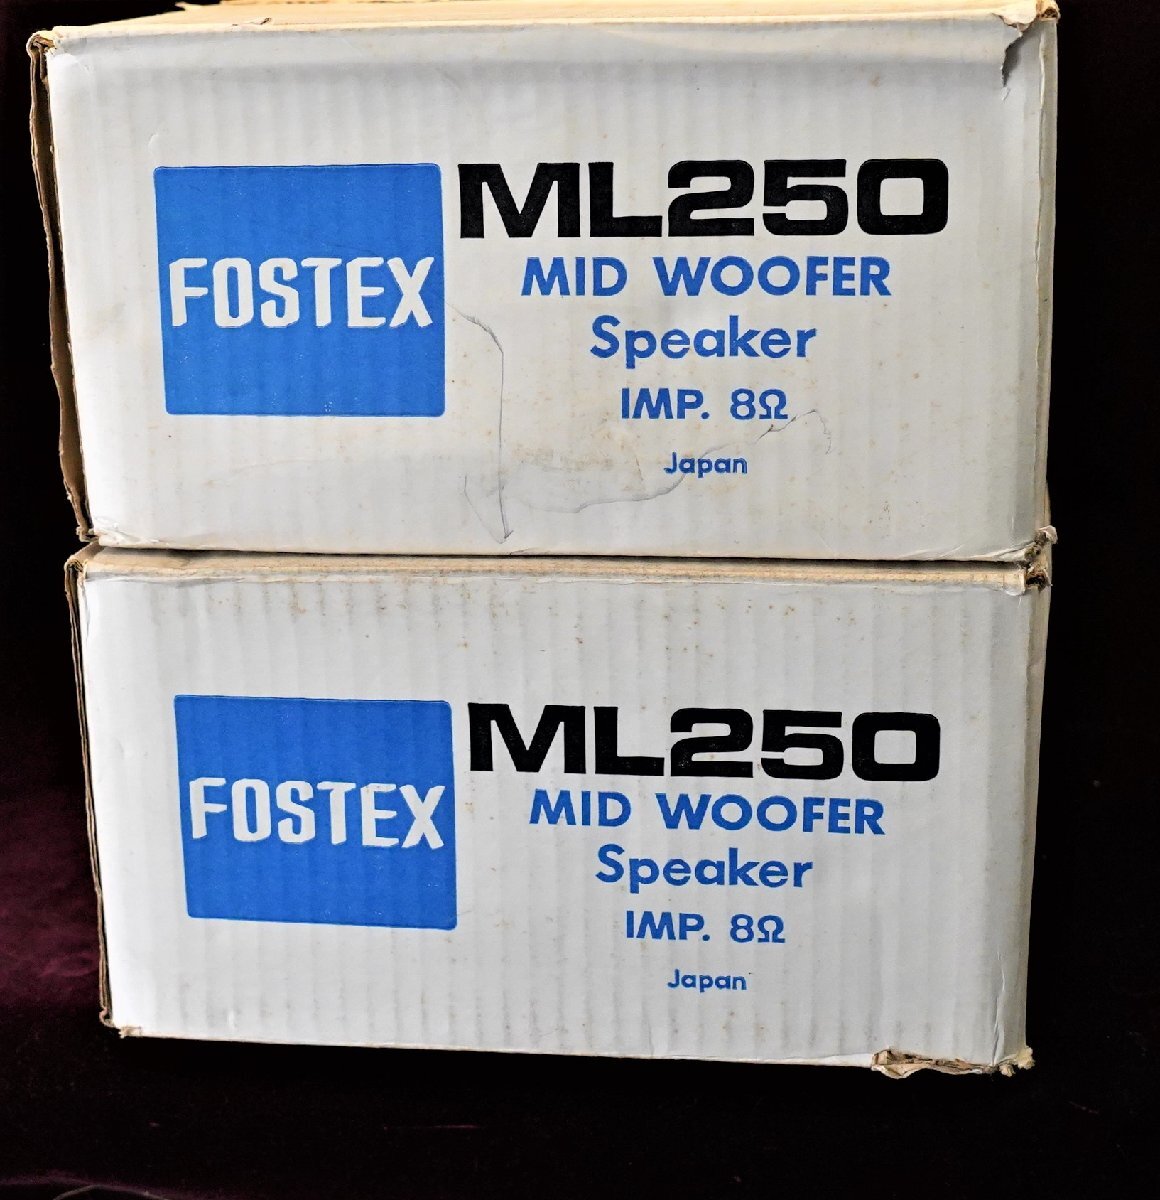 FOSTEX
ML250
MID WOOFER
Speaker
IMP. 8Ω
Japan
FOSTEX
ML250
MID WOOFER
Speaker
IMP. 8Ω
Japan